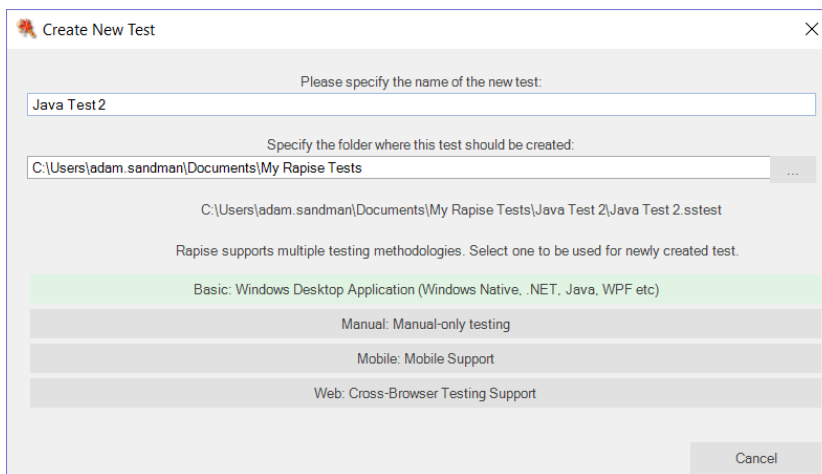 Create New Test
Please specify the name of the new test:
Java Test 2
Specify the folder where this test should be created:
C:\Users\adam.sandman\Documents\My Rapise Tests
...
C:\Users\adam.sandman\Documents\My Rapise Tests\Java Test 2\Java Test 2.sstest
Rapise supports multiple testing methodologies. Select one to be used for newly created test.
Basic: Windows Desktop Application (Windows Native, .NET, Java, WPF etc)
Manual: Manual-only testing
Mobile: Mobile Support
Web: Cross-Browser Testing Support
Cancel